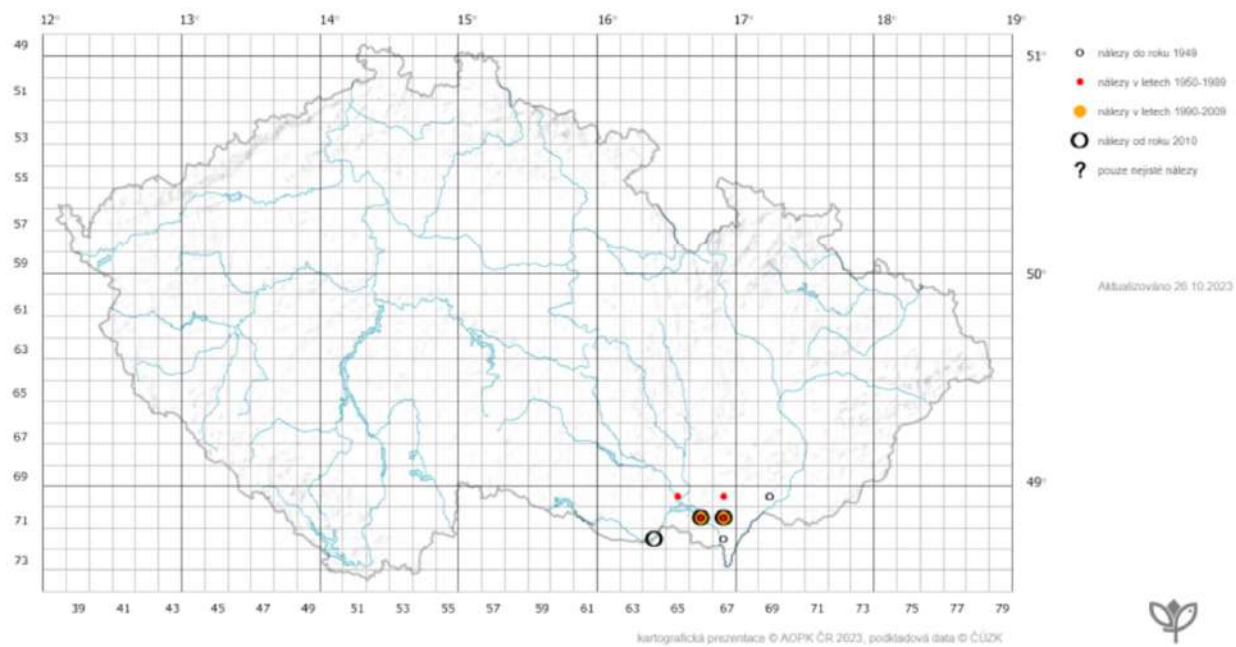 12° 13° 14° 15° 16° 17° 18° 19°
49
51
53
55
57
59
61
63
65
67
69
71
73
51°
50°
49°
nálezy do roku 1949
nálezy v letech 1950-1989
nálezy v letech 1990-2009
nálezy od roku 2010
? pouze nejisté nálezy
Aktualizováno 26.10.2023
39 41 43 45 47 49 51 53 55 57 59 61 63 65 67 69 71 73 75 77 79
kartografická prezentace © AOPK ČR 2023, podkladová data © ČÚZK